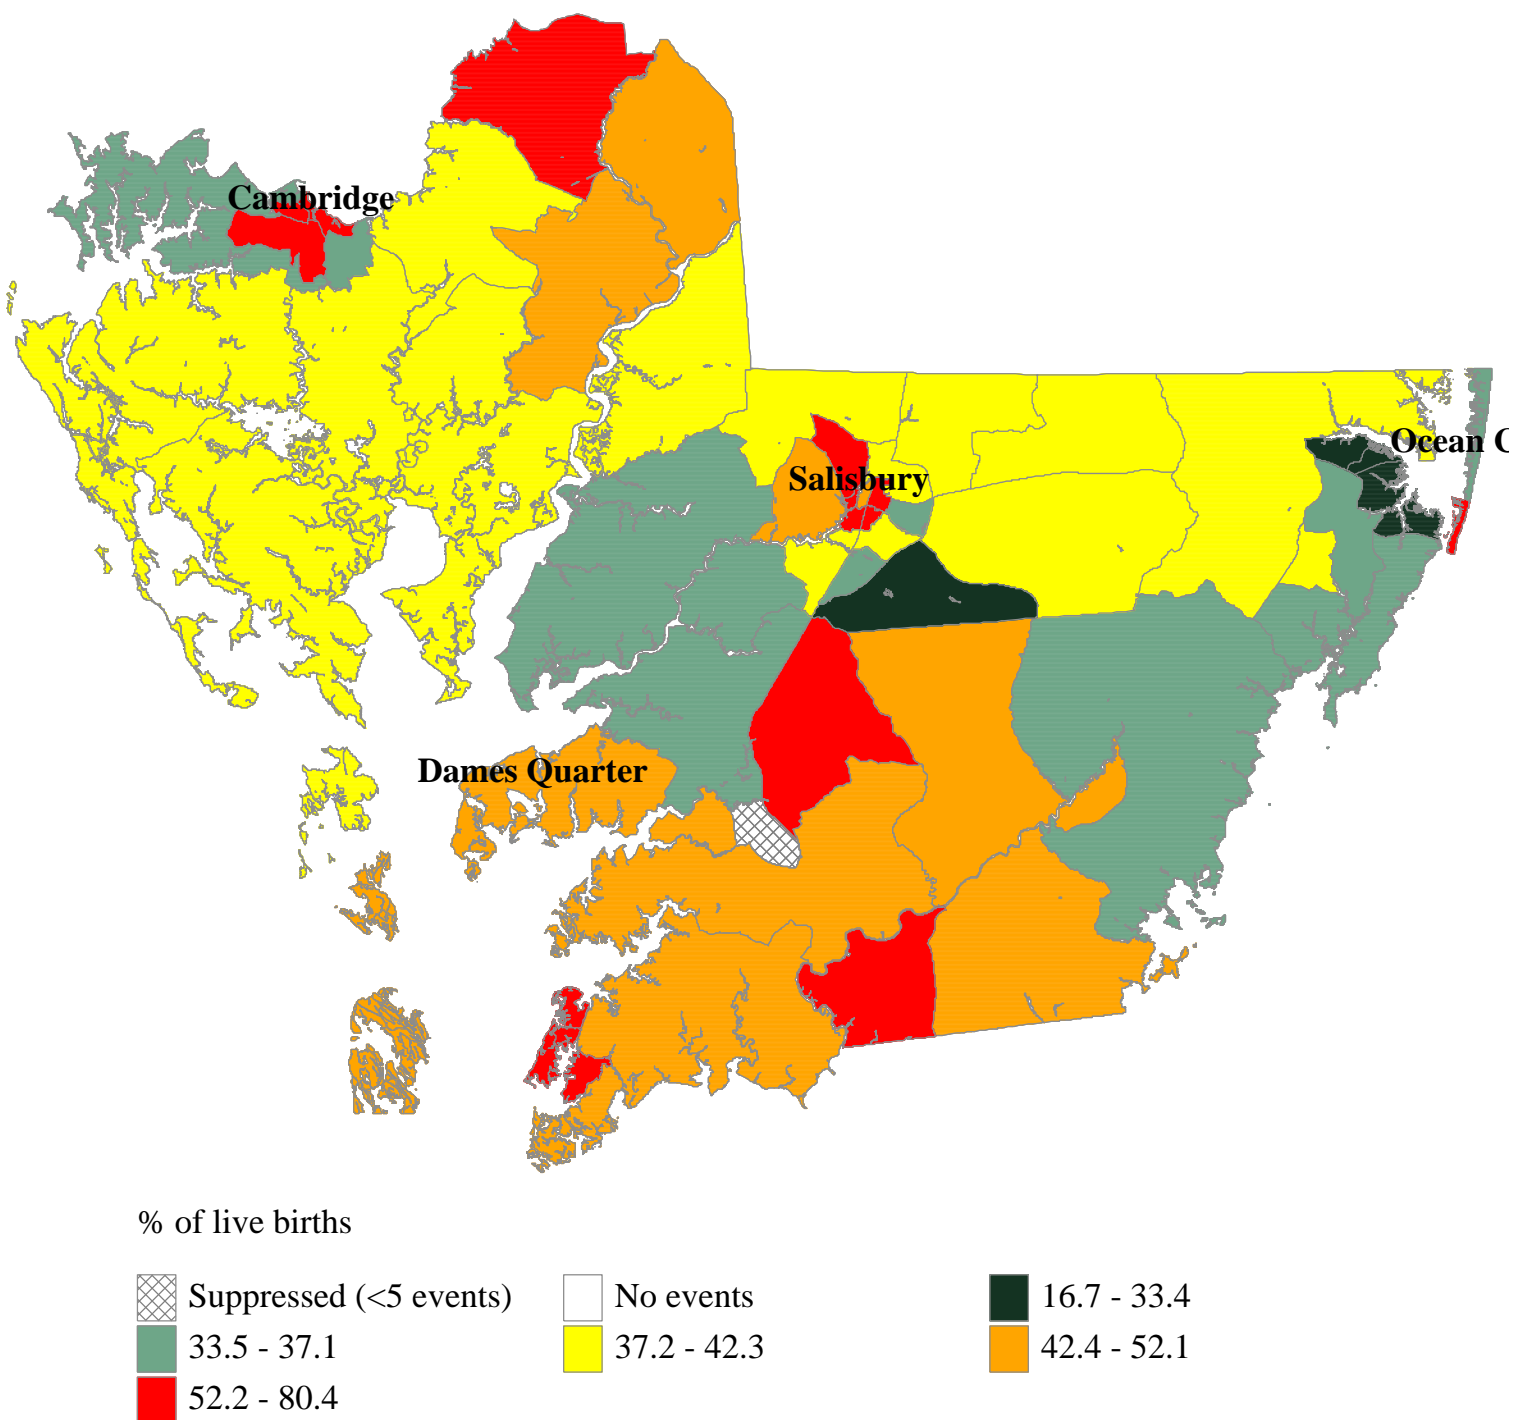 Cambridge
Ocean C
Salisbury
Dames Quarter
% of live births
Suppressed (<5 events)
No events
16.7 - 33.4
33.5 - 37.1
37.2 - 42.3
42.4 - 52.1
52.2 - 80.4